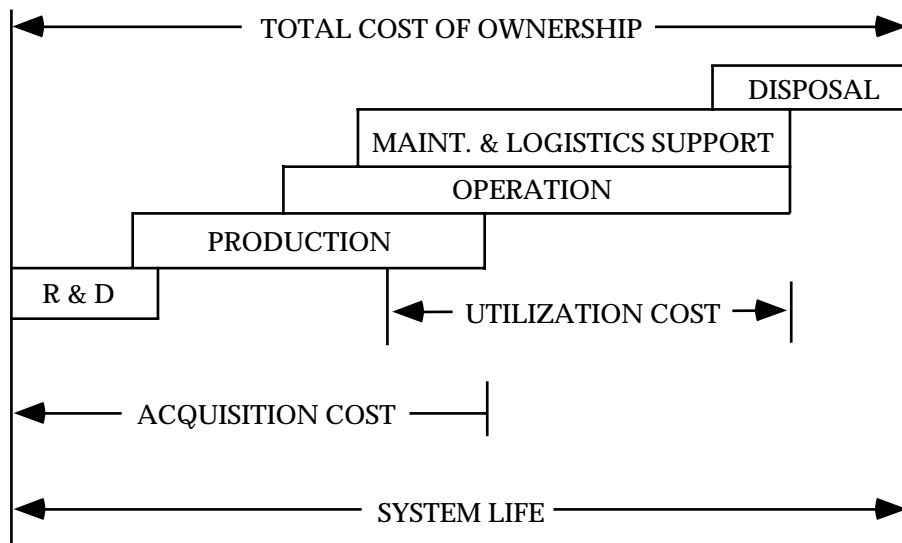 TOTAL COST OF OWNERSHIP
DISPOSAL
MAINT. & LOGISTICS SUPPORT
OPERATION
PRODUCTION
R & D
UTILIZATION COST
ACQUISITION COST
SYSTEM LIFE